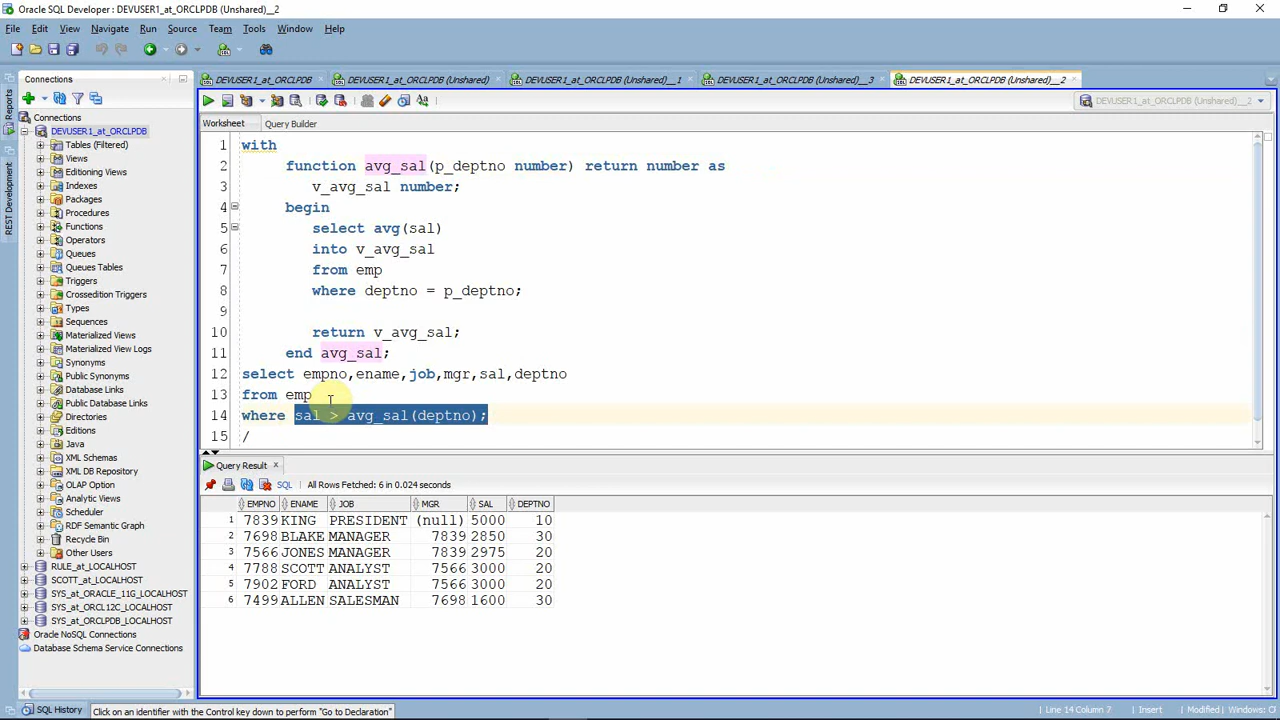 Oracle SQL Developer : DEVUSER1_at_ORCLPDB (Unshared)__2
File Edit View Navigate Run Source Team Tools Window Help
Connections
Reports
REST Development
Connections
DEVUSER1_at_ORCLPDB
Tables (Filtered)
Views
Editioning Views
Indexes
Packages
Procedures
Functions
Operators
Queues
Queues Tables
Triggers
Crossedition Triggers
Types
Sequences
Materialized Views
Materialized View Logs
Synonyms
Public Synonyms
Database Links
Public Database Links
Directories
Editions
Java
XML Schemas
XML DB Repository
OLAP Option
Analytic Views
Scheduler
RDF Semantic Graph
Recycle Bin
Other Users
RULE_at_LOCALHOST
SCOTT_at_LOCALHOST
SYS_at_ORACLE_11G_LOCALHOST
SYS_at_ORCL12C_LOCALHOST
SYS_at_ORCLPDB_LOCALHOST
Oracle NoSQL Connections
Database Schema Service Connections
DEVUSER1_at_ORCLPDB DEVUSER1_at_ORCLPDB (Unshared) DEVUSER1_at_ORCLPDB (Unshared)__1 DEVUSER1_at_ORCLPDB (Unshared)__3 DEVUSER1_at_ORCLPDB (Unshared)__2
DEVUSER1_at_ORCLPDB (Unshared)__2
Worksheet Query Builder
1 with
2 function avg_sal(p_deptno number) return number as
3 v_avg_sal number;
4 begin
5 select avg(sal)
6 into v_avg_sal
7 from emp
8 where deptno = p_deptno;
9
10 return v_avg_sal;
11 end avg_sal;
12 select empno,ename,job,mgr,sal,deptno
13 from emp
14 where sal > avg_sal(deptno);
15 /
Query Result
SQL All Rows Fetched: 6 in 0.024 seconds
EMPNO ENAME JOB MGR SAL DEPTNO
1 7839 KING PRESIDENT (null) 5000 10
2 7698 BLAKE MANAGER 7839 2850 30
3 7566 JONES MANAGER 7839 2975 20
4 7788 SCOTT ANALYST 7566 3000 20
5 7902 FORD ANALYST 7566 3000 20
6 7499 ALLEN SALESMAN 7698 1600 30
SQL History Click on an identifier with the Control key down to perform "Go to Declaration" Line 14 Column 7 Insert Modified Windows: C